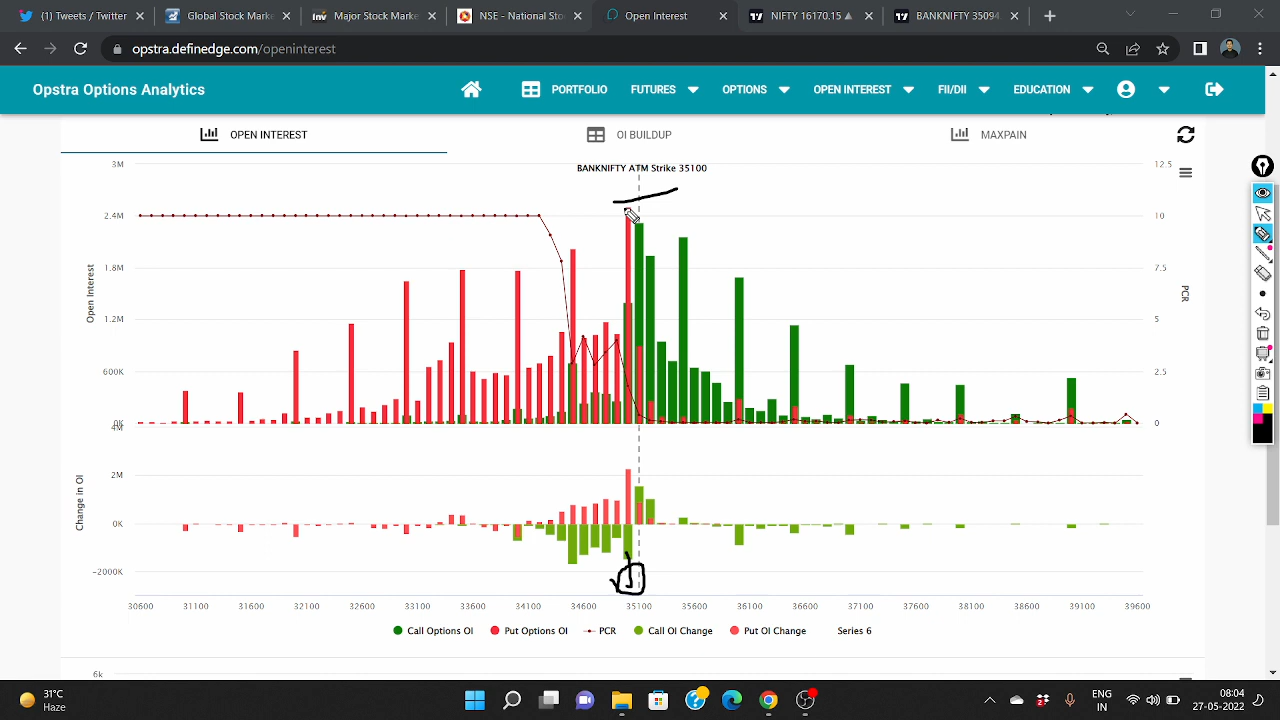 (1) Tweets / Twitter
Global Stock Marke
Major Stock Marke
NSE - National Stoc
Open Interest
NIFTY 16170.15 ▲
BANKNIFTY 35094.
opstra.definedge.com/openinterest
Opstra Options Analytics
PORTFOLIO
FUTURES
OPTIONS
OPEN INTEREST
FII/DII
EDUCATION
OPEN INTEREST
OI BUILDUP
MAXPAIN
BANKNIFTY ATM Strike 35100
3M
2.4M
1.8M
1.2M
600K
0K
Open Interest
12.5
10
7.5
5
2.5
0
PCR
2M
0K
-2000K
Change in OI
30600 31100 31600 32100 32600 33100 33600 34100 34600 35100 35600 36100 36600 37100 37600 38100 38600 39100 39600
Call Options OI
Put Options OI
PCR
Call OI Change
Put OI Change
Series 6
6k
31°C
Haze
ENG
IN
08:04
27-05-2022